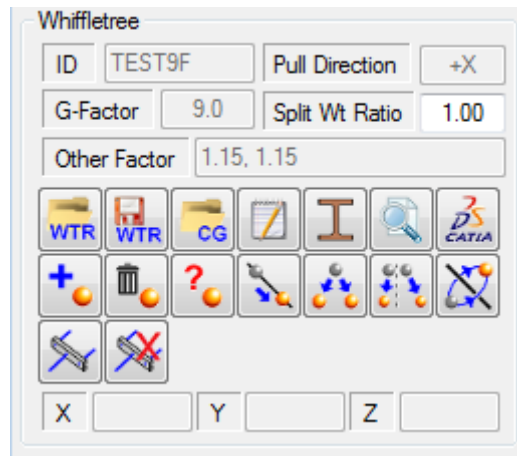 Whiffletree
ID TEST9F Pull Direction +X
G-Factor 9.0 Split Wt Ratio 1.00
Other Factor 1.15, 1.15
WTR WTR CG CATIA
+ ?
X Y Z